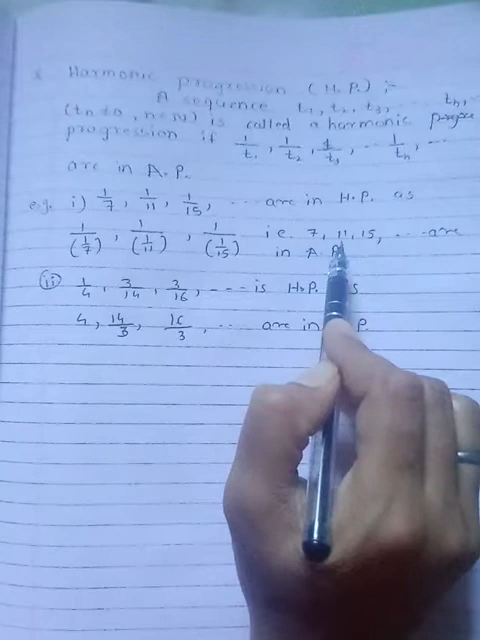 Harmonic progression (H.P.) :-
A sequence t₁, t₂, t₃, ... tn, ..
(tn ≠ 0, n∈N) is called a harmonic
progression if 1/t₁, 1/t₂, 1/t₃, ... 1/tn, ...
are in A.P.
e.g. i) 1/7, 1/11, 1/15, ... are in H.P. as
1/(1/7), 1/(1/11), 1/(1/15) i.e. 7, 11, 15, ... are
in A
(ii) 1/4, 3/14, 3/16, ---- is H.P.
4, 14/3, 16/3, ... are in P.